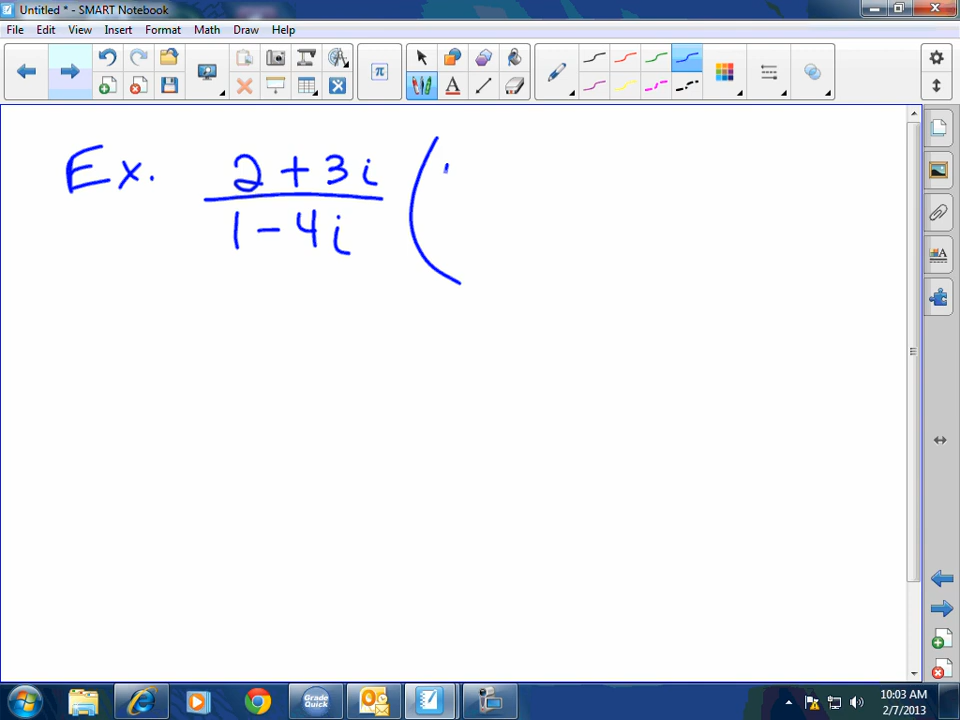 Untitled * - SMART Notebook
File Edit View Insert Format Math Draw Help
Ex. 2 + 3i (
1 - 4i
Grade Quick
10:03 AM
2/7/2013